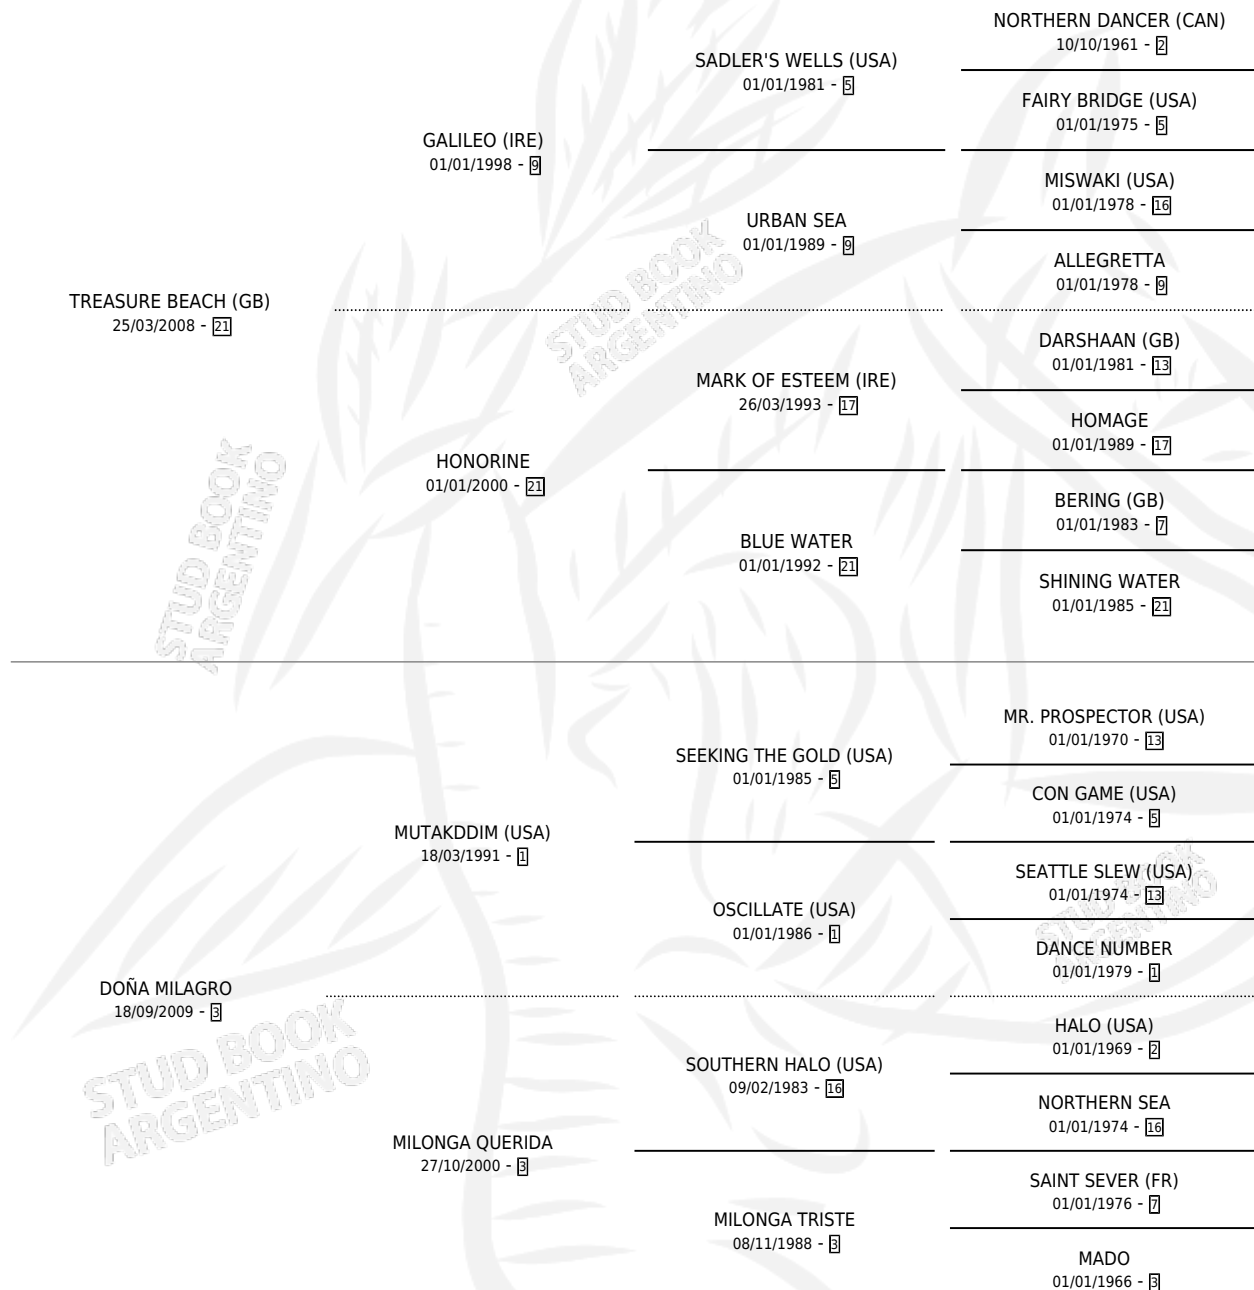 NORTHERN DANCER (CAN)
10/10/1961 - 2
SADLER'S WELLS (USA)
01/01/1981 - 5
FAIRY BRIDGE (USA)
01/01/1975 - 5
GALILEO (IRE)
01/01/1998 - 9
MISWAKI (USA)
01/01/1978 - 16
URBAN SEA
01/01/1989 - 9
ALLEGRETTA
01/01/1978 - 9
TREASURE BEACH (GB)
25/03/2008 - 21
DARSHAAN (GB)
01/01/1981 - 13
MARK OF ESTEEM (IRE)
26/03/1993 - 17
HOMAGE
01/01/1989 - 17
HONORINE
01/01/2000 - 21
BERING (GB)
01/01/1983 - 7
BLUE WATER
01/01/1992 - 21
SHINING WATER
01/01/1985 - 21
MR. PROSPECTOR (USA)
01/01/1970 - 13
SEEKING THE GOLD (USA)
01/01/1985 - 5
CON GAME (USA)
01/01/1974 - 5
MUTAKDDIM (USA)
18/03/1991 - 1
SEATTLE SLEW (USA)
01/01/1974 - 13
OSCILLATE (USA)
01/01/1986 - 1
DANCE NUMBER
01/01/1979 - 1
DOÑA MILAGRO
18/09/2009 - 3
HALO (USA)
01/01/1969 - 2
SOUTHERN HALO (USA)
09/02/1983 - 16
NORTHERN SEA
01/01/1974 - 16
MILONGA QUERIDA
27/10/2000 - 3
SAINT SEVER (FR)
01/01/1976 - 7
MILONGA TRISTE
08/11/1988 - 3
MADO
01/01/1966 - 3
STUD BOOK
ARGENTINO
STUD BOOK
ARGENTINO
STUD BOOK
ARGENTINO
STUD BOOK
ARGENTINO